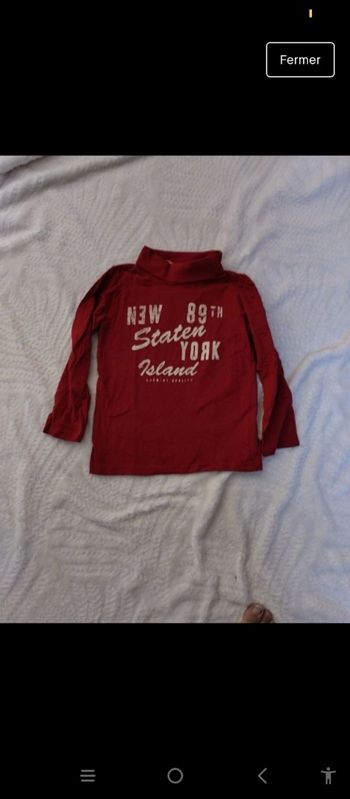 Fermer
NEW 89TH
Staten
YORK
Island